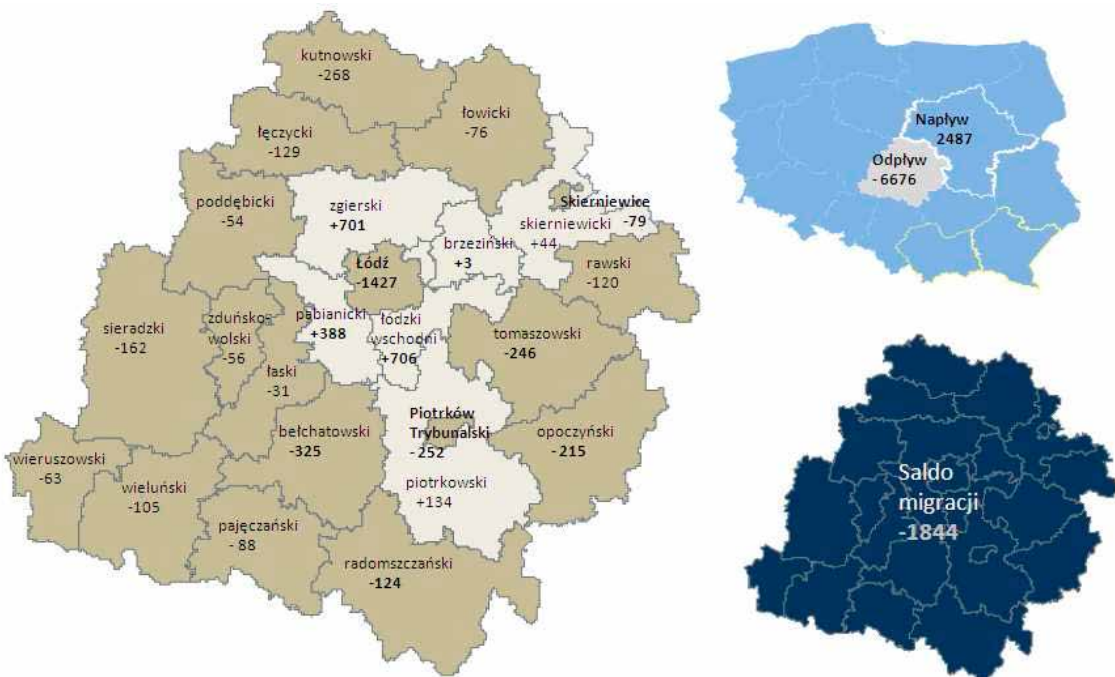 kutnowski
-268
łowicki
-76
łęczycki
-129
poddębicki
-54
zgierski
+701
Skierniewice
-79
skierniewicki
+44
brzeziński
+3
rawski
-120
Łódź
-1427
sieradzki
-162
zduńsko-
wolski
-56
pabianicki
+388
łódzki
wschodni
+706
tomaszowski
-246
łaski
-31
bełchatowski
-325
Piotrków
Trybunalski
-252
piotrkowski
+134
opoczyński
-215
wieruszowski
-63
wieluński
-105
pajęczański
- 88
radomszczański
-124
Napływ
2487
Odpływ
- 6676
Saldo
migracji
-1844